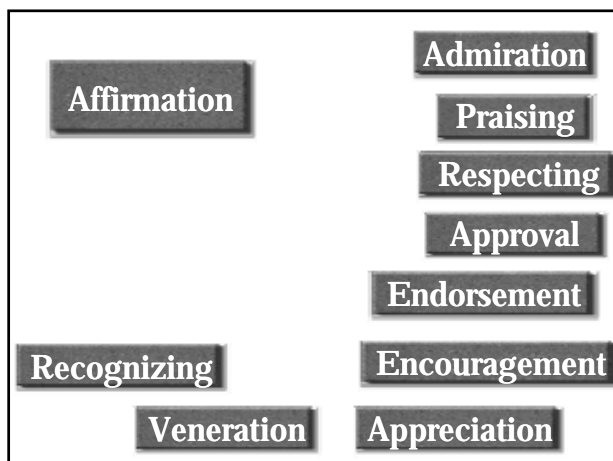 Affirmation
Admiration
Praising
Respecting
Approval
Endorsement
Recognizing
Encouragement
Veneration
Appreciation